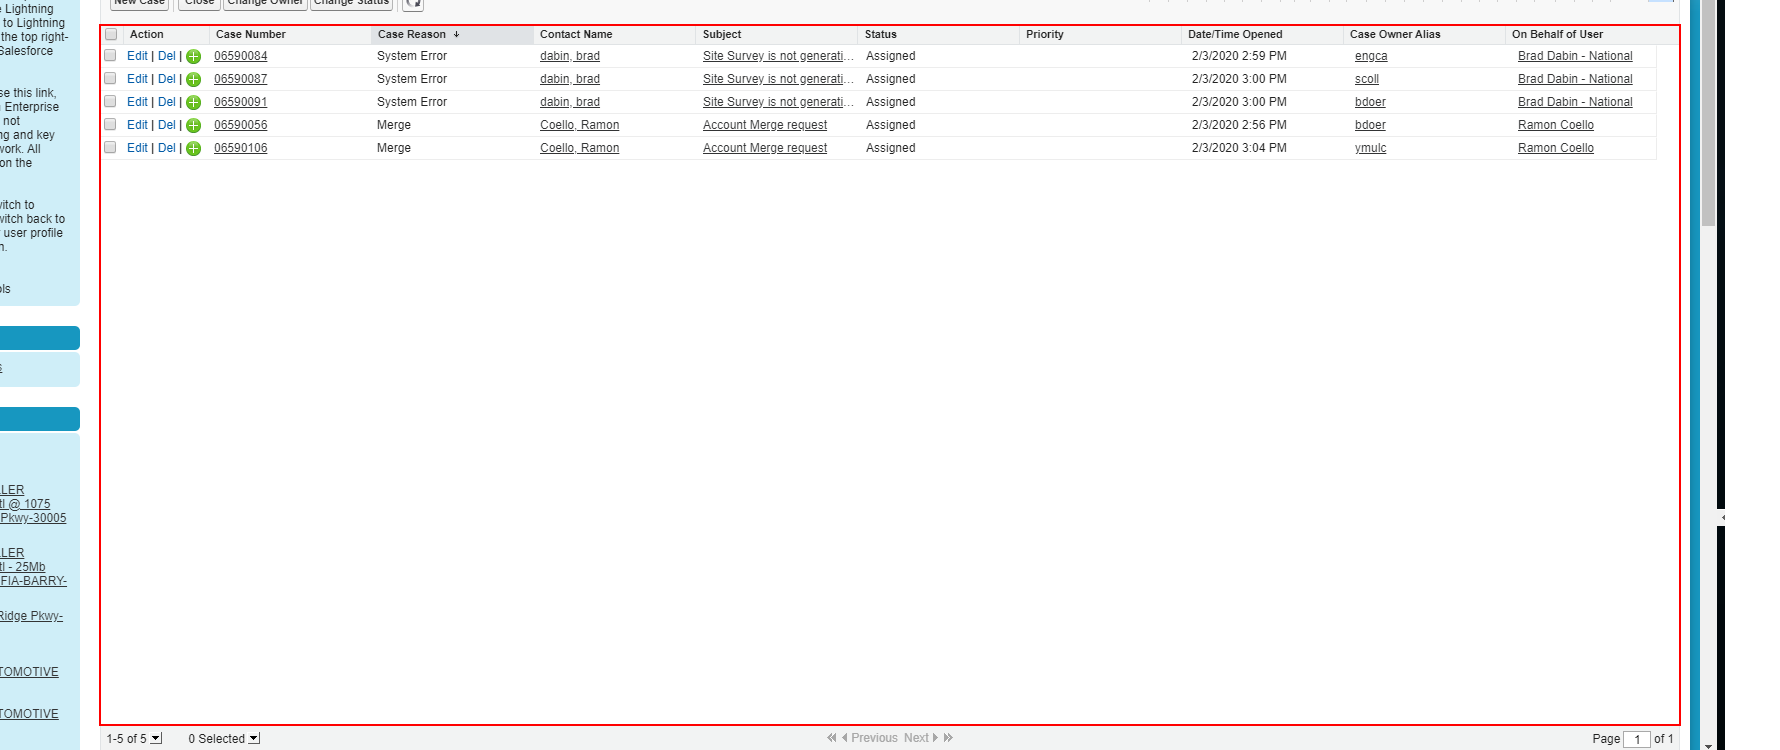 New Case Close Change Owner Change Status
Action Case Number Case Reason Contact Name Subject Status Priority Date/Time Opened Case Owner Alias On Behalf of User
Edit | Del | 06590084 System Error dabin, brad Site Survey is not generati... Assigned 2/3/2020 2:59 PM engca Brad Dabin - National
Edit | Del | 06590087 System Error dabin, brad Site Survey is not generati... Assigned 2/3/2020 3:00 PM scoll Brad Dabin - National
Edit | Del | 06590091 System Error dabin, brad Site Survey is not generati... Assigned 2/3/2020 3:00 PM bdoer Brad Dabin - National
Edit | Del | 06590056 Merge Coello, Ramon Account Merge request Assigned 2/3/2020 2:56 PM bdoer Ramon Coello
Edit | Del | 06590106 Merge Coello, Ramon Account Merge request Assigned 2/3/2020 3:04 PM ymulc Ramon Coello
1-5 of 5 0 Selected Previous Next Page 1 of 1
Lightning
to Lightning
the top right-
Salesforce
se this link,
Enterprise
not
ng and key
work. All
on the
witch to
witch back to
user profile
n.
ols
s
LER
tl @ 1075
Pkwy-30005
LER
tl - 25Mb
FIA-BARRY-
Ridge Pkwy-
TOMOTIVE
TOMOTIVE